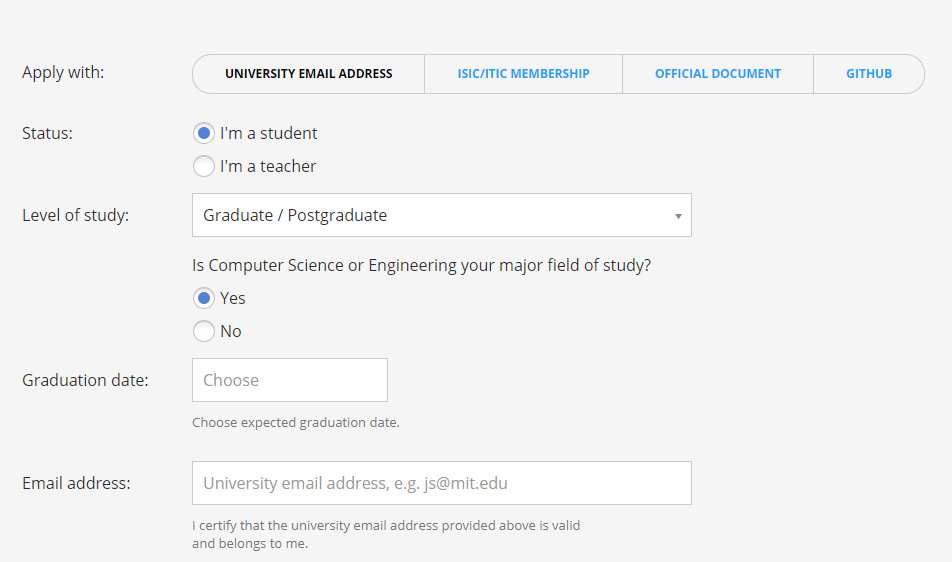 Apply with:
UNIVERSITY EMAIL ADDRESS
ISIC/ITIC MEMBERSHIP
OFFICIAL DOCUMENT
GITHUB
Status:
I'm a student
I'm a teacher
Level of study:
Graduate / Postgraduate
Is Computer Science or Engineering your major field of study?
Yes
No
Graduation date:
Choose
Choose expected graduation date.
Email address:
University email address, e.g. js@mit.edu
I certify that the university email address provided above is valid
and belongs to me.